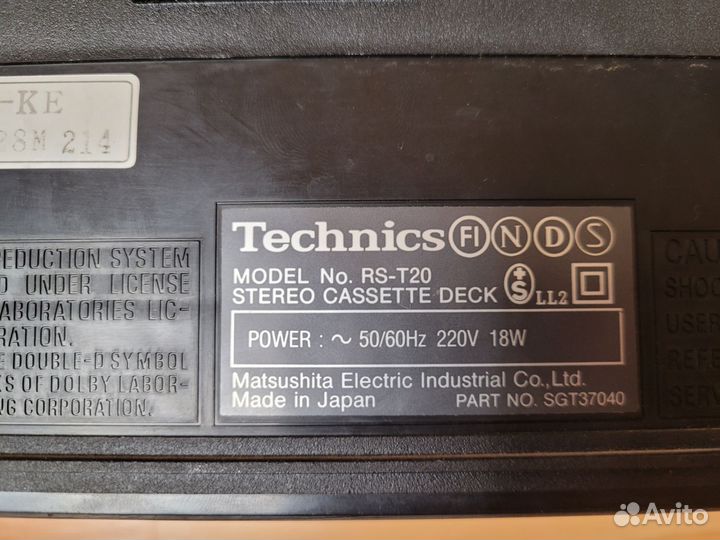 -KE
28M 214
Technics FI N D S
MODEL No. RS-T20
STEREO CASSETTE DECK +S LL2
POWER : ~ 50/60Hz 220V 18W
Matsushita Electric Industrial Co.,Ltd.
Made in Japan PART NO. SGT37040
REDUCTION SYSTEM
D UNDER LICENSE
LABORATORIES LIC-
RATION.
E DOUBLE-D SYMBOL
KS OF DOLBY LABOR-
NG CORPORATION.
CAU
SHOC
USER
REFE
SERV
Avito